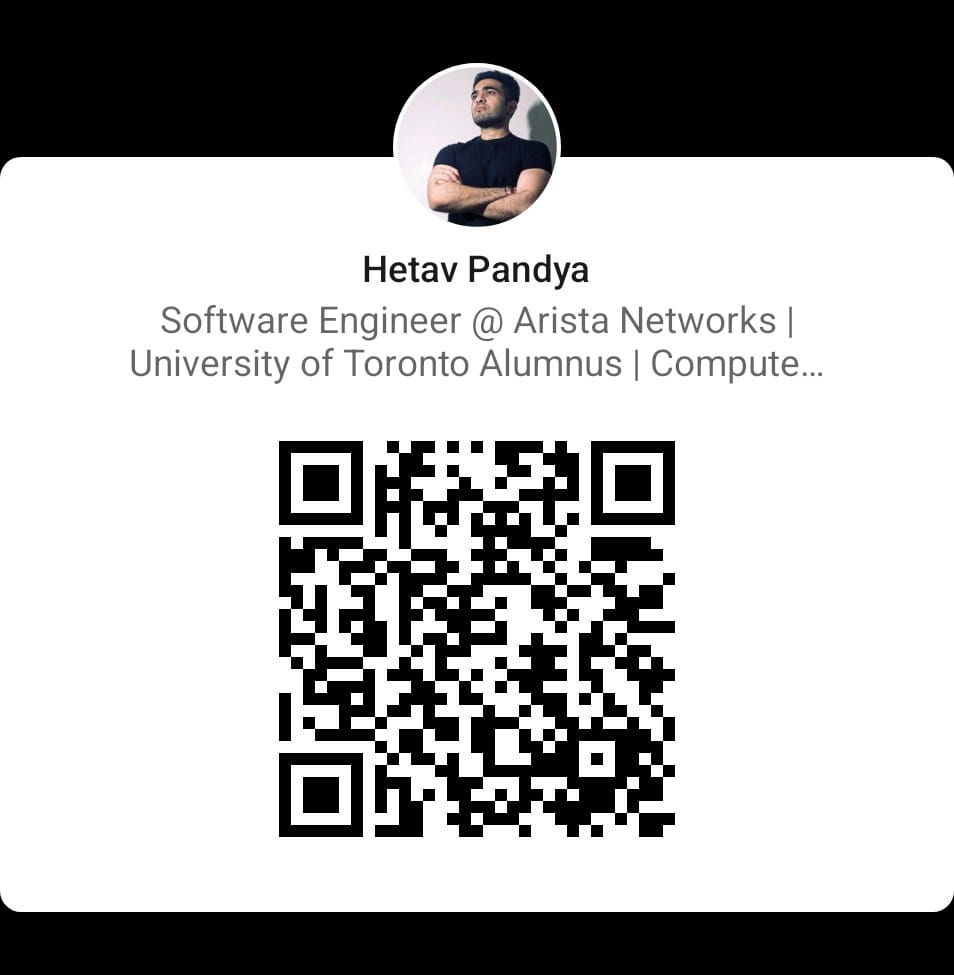 Hetav Pandya
Software Engineer @ Arista Networks |
University of Toronto Alumnus | Compute…